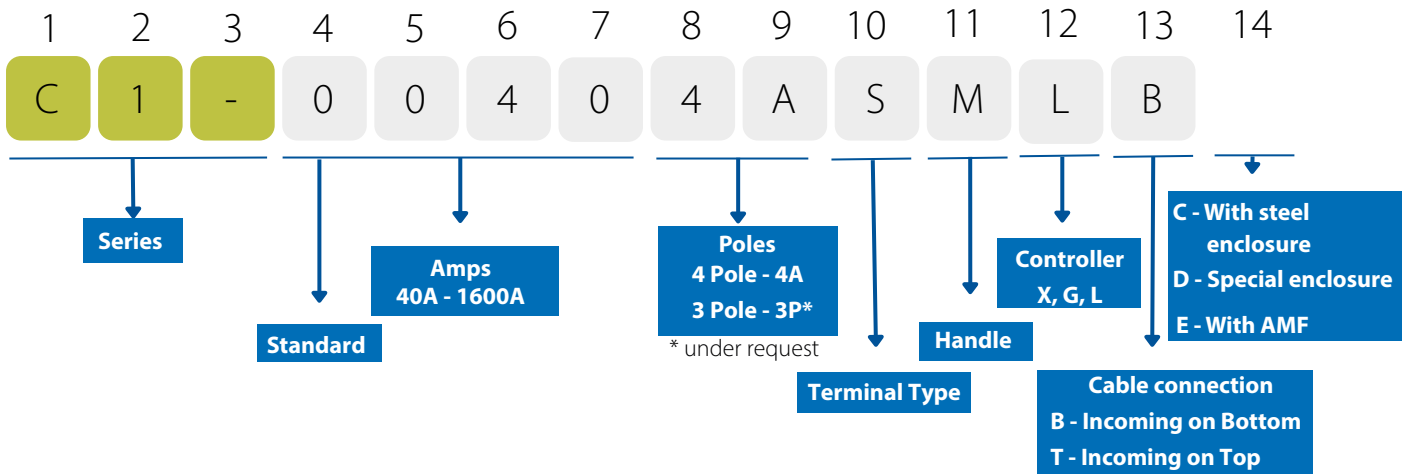 1 2 3 4 5 6 7 8 9 10 11 12 13 14
C 1 - 0 0 4 0 4 A S M L B
Series
Standard
Amps
40A - 1600A
Poles
4 Pole - 4A
3 Pole - 3P*
* under request
Terminal Type
Handle
Controller
X, G, L
Cable connection
B - Incoming on Bottom
T - Incoming on Top
C - With steel
enclosure
D - Special enclosure
E - With AMF